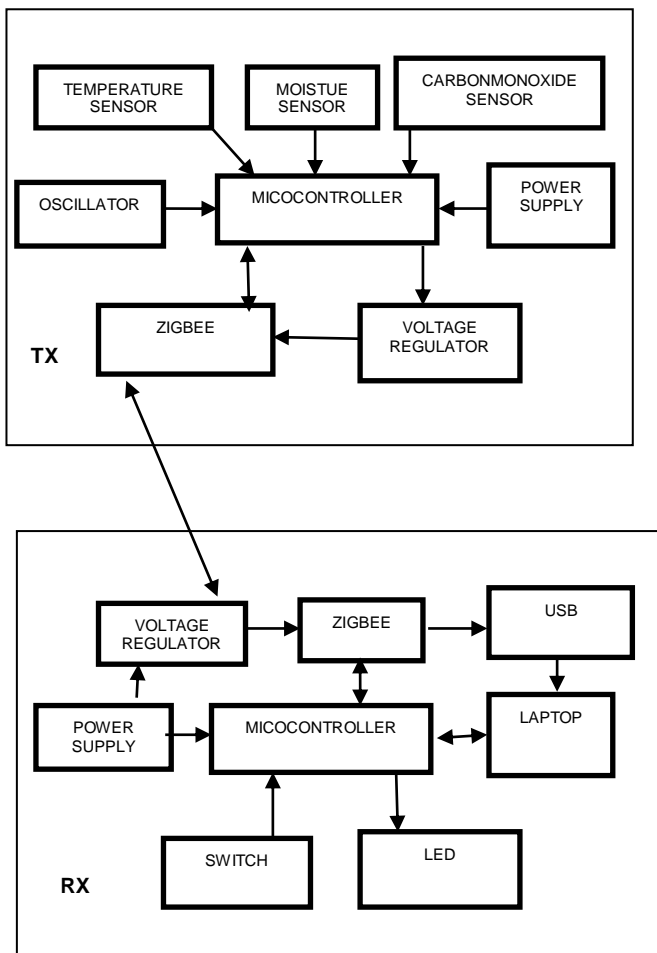 TEMPERATURE
SENSOR
MOISTUE
SENSOR
CARBONMONOXIDE
SENSOR
OSCILLATOR
MICOCONTROLLER
POWER
SUPPLY
ZIGBEE
VOLTAGE
REGULATOR
TX
VOLTAGE
REGULATOR
ZIGBEE
USB
POWER
SUPPLY
MICOCONTROLLER
LAPTOP
SWITCH
LED
RX